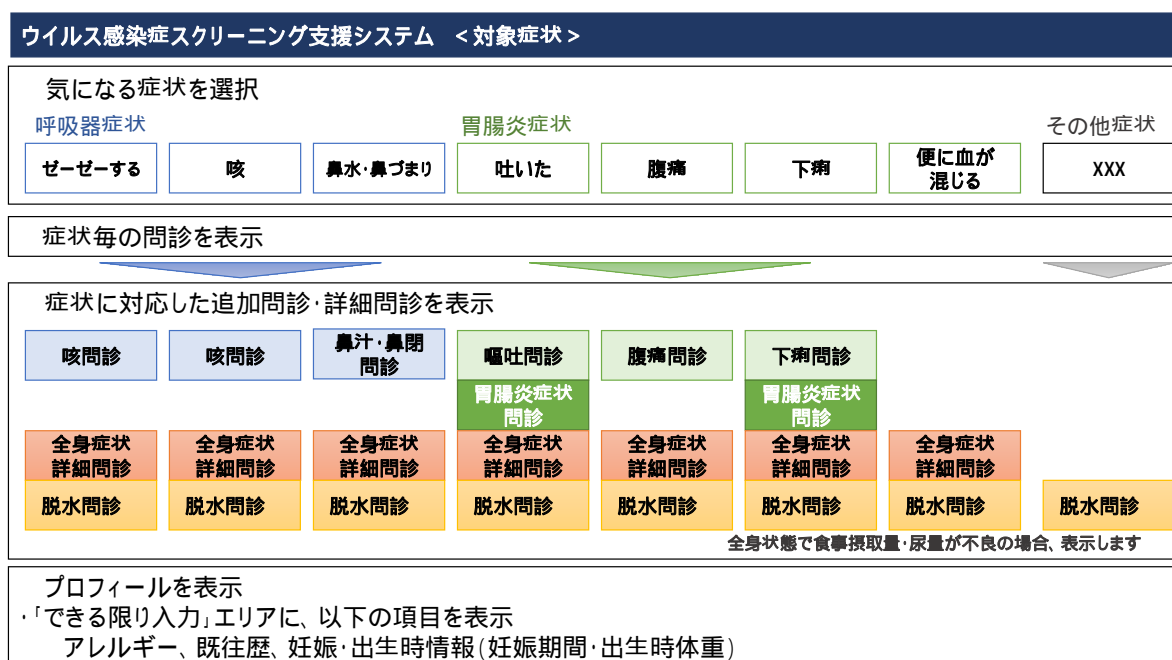 ウイルス感染症スクリーニング支援システム <対象症状>
気になる症状を選択
呼吸器症状
胃腸炎症状
その他症状
ゼーゼーする
咳
鼻水・鼻づまり
吐いた
腹痛
下痢
便に血が
混じる
XXX
症状毎の問診を表示
症状に対応した追加問診・詳細問診を表示
咳問診
咳問診
鼻汁・鼻閉
問診
嘔吐問診
腹痛問診
下痢問診
胃腸炎症状
問診
胃腸炎症状
問診
全身症状
詳細問診
全身症状
詳細問診
全身症状
詳細問診
全身症状
詳細問診
全身症状
詳細問診
全身症状
詳細問診
全身症状
詳細問診
脱水問診
脱水問診
脱水問診
脱水問診
脱水問診
脱水問診
脱水問診
脱水問診
全身状態で食事摂取量・尿量が不良の場合、表示します
プロフィールを表示
・「できる限り入力」エリアに、以下の項目を表示
アレルギー、既往歴、妊娠・出生時情報(妊娠期間・出生時体重)